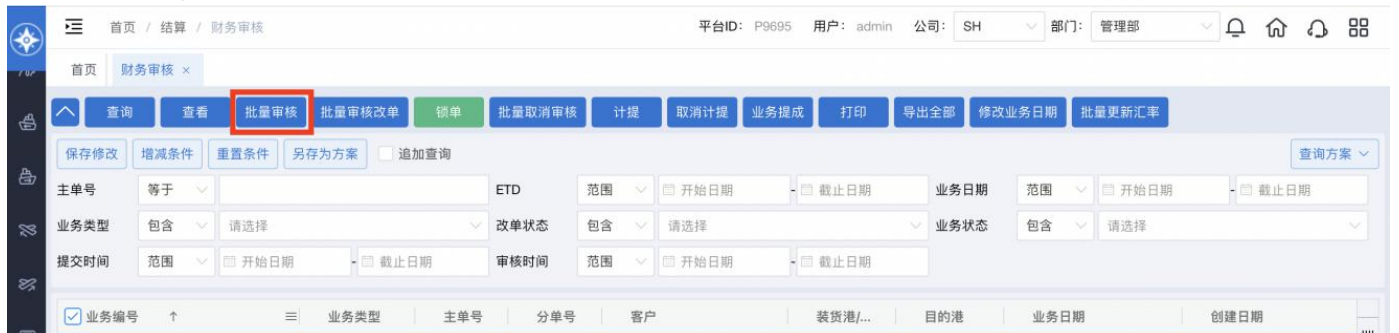 首页 / 结算 / 财务审核 平台ID: P9695 用户: admin 公司: SH 部门: 管理部
首页 财务审核 ×
查询 查看 批量审核 批量审核改单 锁单 批量取消审核 计提 取消计提 业务提成 打印 导出全部 修改业务日期 批量更新汇率
保存修改 增减条件 重置条件 另存为方案 追加查询 查询方案
主单号 等于 ETD 范围 开始日期 - 截止日期 业务日期 范围 开始日期 - 截止日期
业务类型 包含 请选择 改单状态 包含 请选择 业务状态 包含 请选择
提交时间 范围 开始日期 - 截止日期 审核时间 范围 开始日期 - 截止日期
业务编号 ↑ 业务类型 主单号 分单号 客户 装货港/... 目的港 业务日期 创建日期